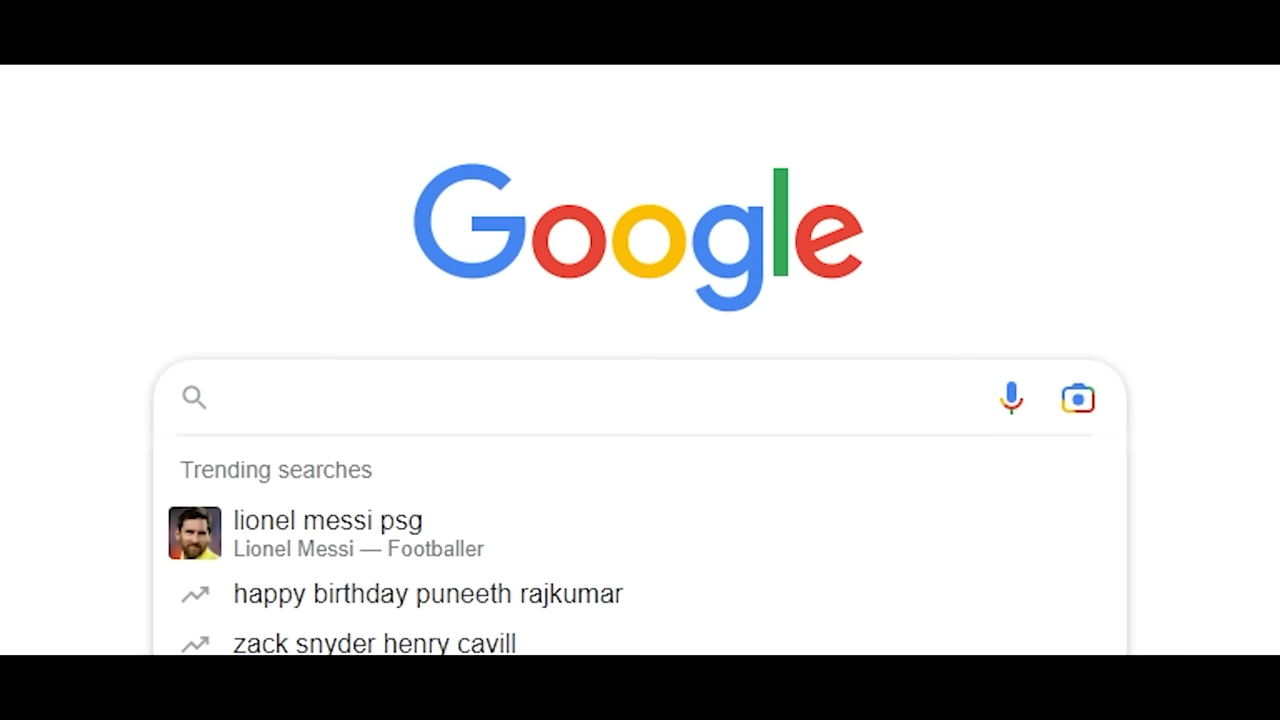 Google
Trending searches
lionel messi psg
Lionel Messi — Footballer
happy birthday puneeth rajkumar
zack snyder henry cavill